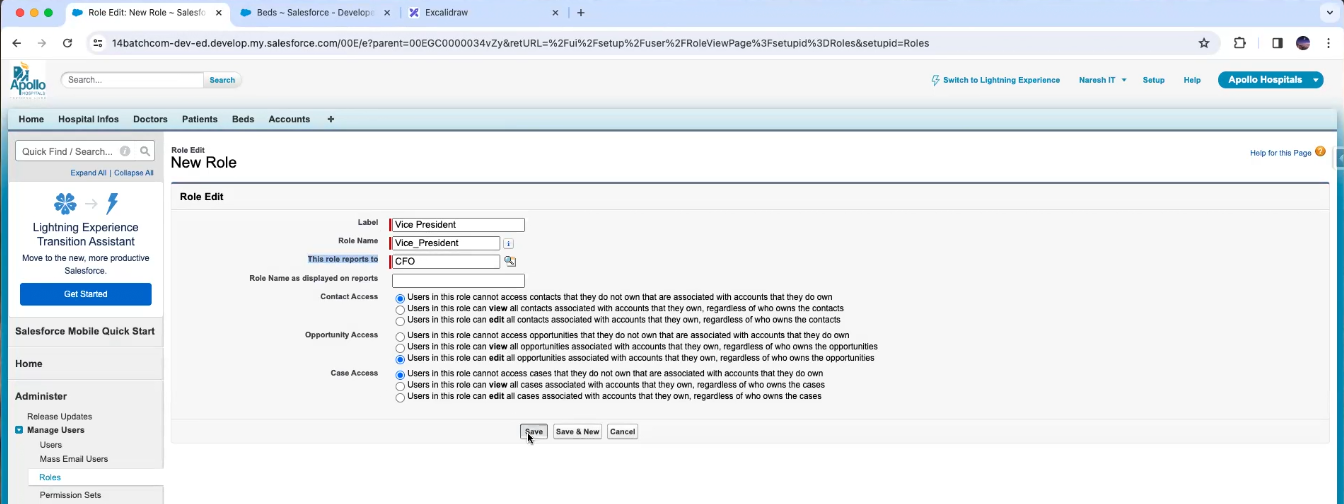 Role Edit: New Role ~ Salesfo
Beds ~ Salesforce - Develope
Excalidraw
14batchcom-dev-ed.develop.my.salesforce.com/00E/e?parent=00EGC0000034vZy&retURL=%2Fui%2Fsetup%2Fuser%2FRoleViewPage%3Fsetupid%3DRoles&setupid=Roles
Apollo
HOSPITALS
Search...
Search
Switch to Lightning Experience
Naresh IT
Setup
Help
Apollo Hospitals
Home
Hospital Infos
Doctors
Patients
Beds
Accounts
+
Quick Find / Search...
Expand All | Collapse All
Lightning Experience
Transition Assistant
Move to the new, more productive
Salesforce.
Get Started
Salesforce Mobile Quick Start
Home
Administer
Release Updates
Manage Users
Users
Mass Email Users
Roles
Permission Sets
Role Edit
New Role
Help for this Page
Role Edit
Label Vice President
Role Name Vice_President
This role reports to CFO
Role Name as displayed on reports
Contact Access Users in this role cannot access contacts that they do not own that are associated with accounts that they do own
Users in this role can view all contacts associated with accounts that they own, regardless of who owns the contacts
Users in this role can edit all contacts associated with accounts that they own, regardless of who owns the contacts
Opportunity Access Users in this role cannot access opportunities that they do not own that are associated with accounts that they do own
Users in this role can view all opportunities associated with accounts that they own, regardless of who owns the opportunities
Users in this role can edit all opportunities associated with accounts that they own, regardless of who owns the opportunities
Case Access Users in this role cannot access cases that they do not own that are associated with accounts that they do own
Users in this role can view all cases associated with accounts that they own, regardless of who owns the cases
Users in this role can edit all cases associated with accounts that they own, regardless of who owns the cases
Save
Save & New
Cancel